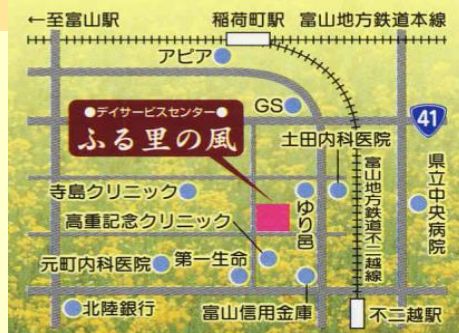 ←至富山駅
稲荷町駅
富山地方鉄道本線
アピア
GS
41
●デイサービスセンター●
ふる里の風
土田内科医院
寺島クリニック
ゆり邑
富山地方鉄道不二越線
県立中央病院
高重記念クリニック
元町内科医院
第一生命
北陸銀行
富山信用金庫
不二越駅